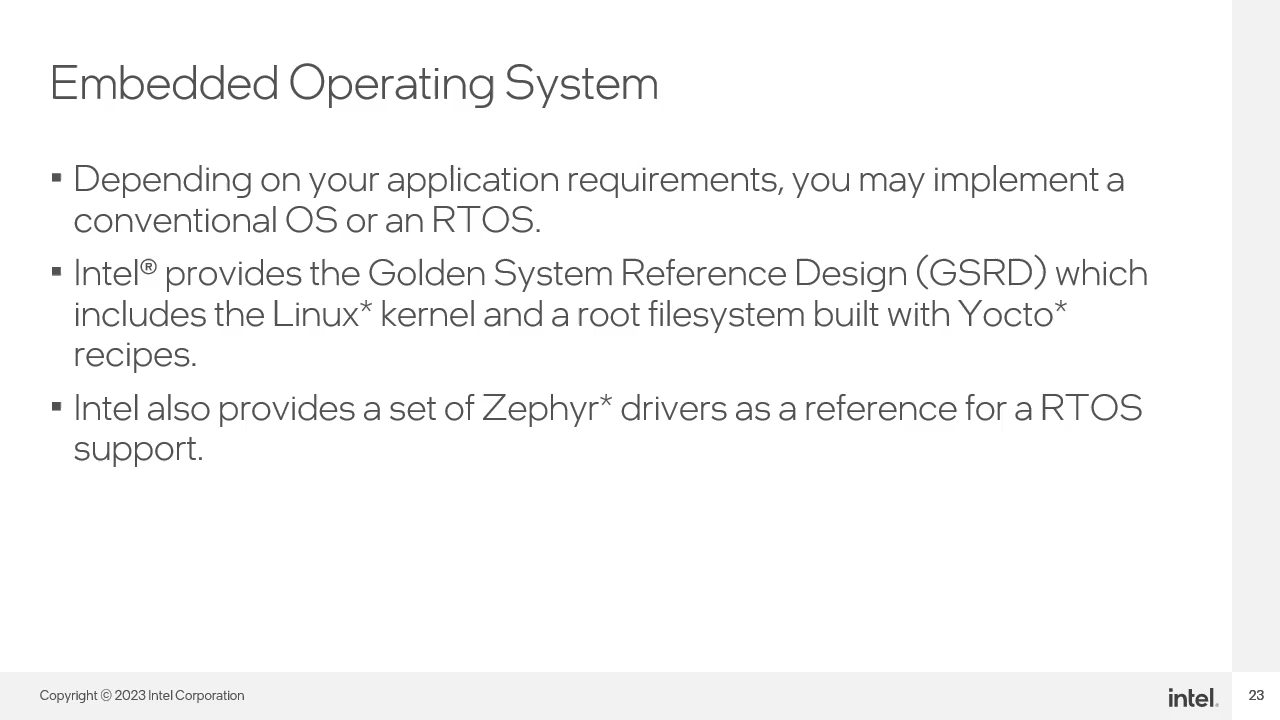 Embedded Operating System
▪ Depending on your application requirements, you may implement a
conventional OS or an RTOS.
▪ Intel® provides the Golden System Reference Design (GSRD) which
includes the Linux* kernel and a root filesystem built with Yocto*
recipes.
▪ Intel also provides a set of Zephyr* drivers as a reference for a RTOS
support.
Copyright © 2023 Intel Corporation
intel.
23